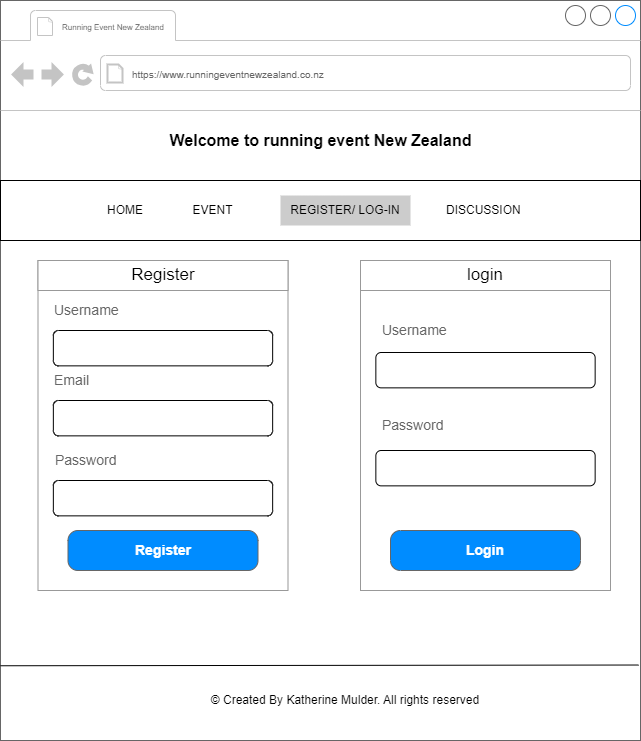 Running Event New Zealand
https://www.runningeventnewzealand.co.nz
Welcome to running event New Zealand
HOME EVENT REGISTER/ LOG-IN DISCUSSION
Register
Username
Email
Password
Register
login
Username
Password
Login
© Created By Katherine Mulder. All rights reserved